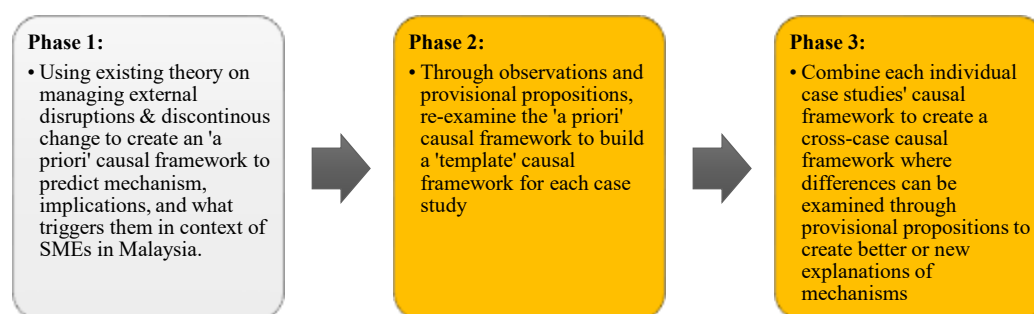 Phase 1:
• Using existing theory on
managing external
disruptions & discontinous
change to create an 'a
priori' causal framework to
predict mechanism,
implications, and what
triggers them in context of
SMEs in Malaysia.
Phase 2:
• Through observations and
provisional propositions,
re-examine the 'a priori'
causal framework to build
a 'template' causal
framework for each case
study
Phase 3:
• Combine each individual
case studies' causal
framework to create a
cross-case causal
framework where
differences can be
examined through
provisional propositions to
create better or new
explanations of
mechanisms